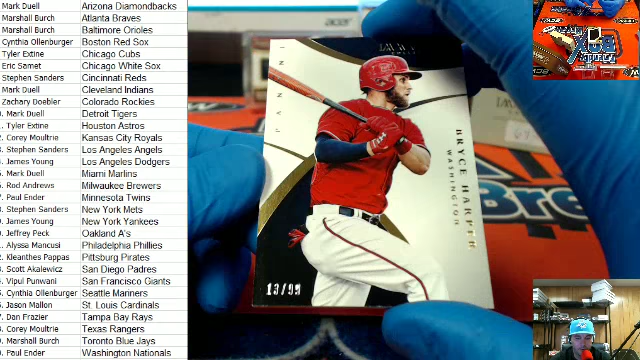 Mark Duell Arizona Diamondbacks
Marshall Burch Atlanta Braves
Marshall Burch Baltimore Orioles
Cynthia Ollenburger Boston Red Sox
Tyler Extine Chicago Cubs
Eric Samet Chicago White Sox
Stephen Sanders Cincinnati Reds
Mark Duell Cleveland Indians
Zachary Doebler Colorado Rockies
Mark Duell Detroit Tigers
Tyler Extine Houston Astros
Corey Moultrie Kansas City Royals
Stephen Sanders Los Angeles Angels
James Young Los Angeles Dodgers
Mark Duell Miami Marlins
Rod Andrews Milwaukee Brewers
Paul Ender Minnesota Twins
Stephen Sanders New York Mets
James Young New York Yankees
Jeffrey Peck Oakland A's
Alyssa Mancusi Philadelphia Phillies
Kleanthes Pappas Pittsburg Pirates
Scott Akalewicz San Diego Padres
Vipul Punwani San Francisco Giants
Cynthia Ollenburger Seattle Mariners
Jason Mallon St. Louis Cardinals
Dan Frazier Tampa Bay Rays
Corey Moultrie Texas Rangers
Marshall Burch Toronto Blue Jays
Paul Ender Washington Nationals
acer
PANINI
BRYCE HARPER
WASHINGTON
13/99
Bre